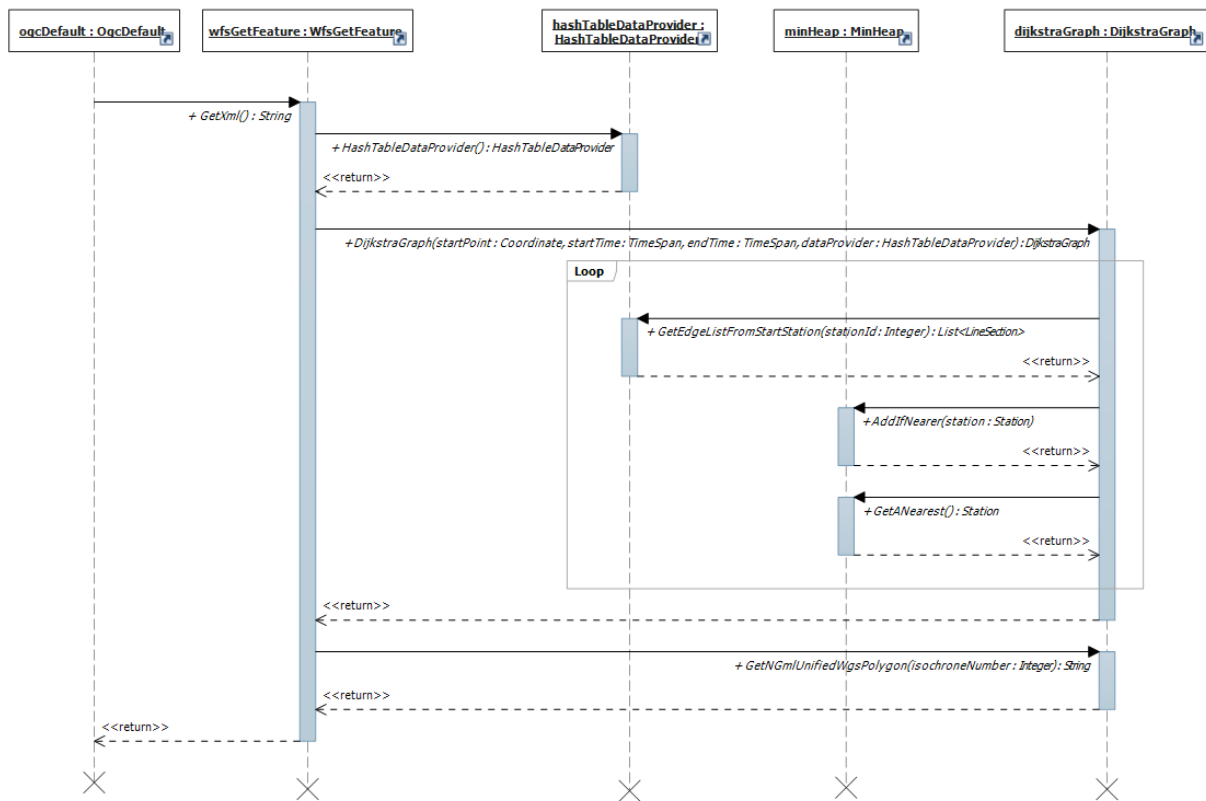 ogcDefault : OgcDefault
wfsGetFeature : WfsGetFeature
hashTableDataProvider :
HashTableDataProvider
minHeap : MinHeap
dijkstraGraph : DijkstraGraph
+ GetXml() : String
+ HashTableDataProvider() : HashTableDataProvider
<<return>>
+DijkstraGraph(startPoint : Coordinate, startTime : TimeSpan, endTime : TimeSpan, dataProvider : HashTableDataProvider) : DijkstraGraph
Loop
+ GetEdgeListFromStartStation(stationId : Integer) : List<LineSection>
<<return>>
+AddIfNearer(station : Station)
<<return>>
+ GetANearest() : Station
<<return>>
<<return>>
+ GetNGmlUnifiedWgsPolygon(isochroneNumber : Integer) : String
<<return>>
<<return>>